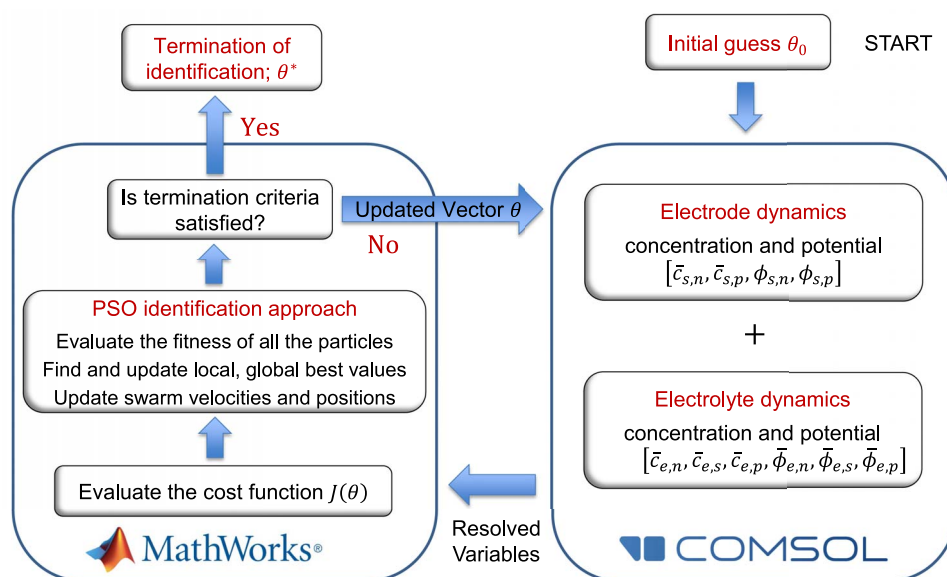 Termination of
identification; θ*
Yes
Initial guess θ₀
START
Is termination criteria
satisfied?
Updated Vector θ
No
PSO identification approach
Evaluate the fitness of all the particles
Find and update local, global best values
Update swarm velocities and positions
Evaluate the cost function J(θ)
MathWorks®
Electrode dynamics
concentration and potential
[c̄s,n, c̄s,p, ϕs,n, ϕs,p]
+
Electrolyte dynamics
concentration and potential
[c̄e,n, c̄e,s, c̄e,p, ϕ̄e,n, ϕ̄e,s, ϕ̄e,p]
Resolved
Variables
COMSOL